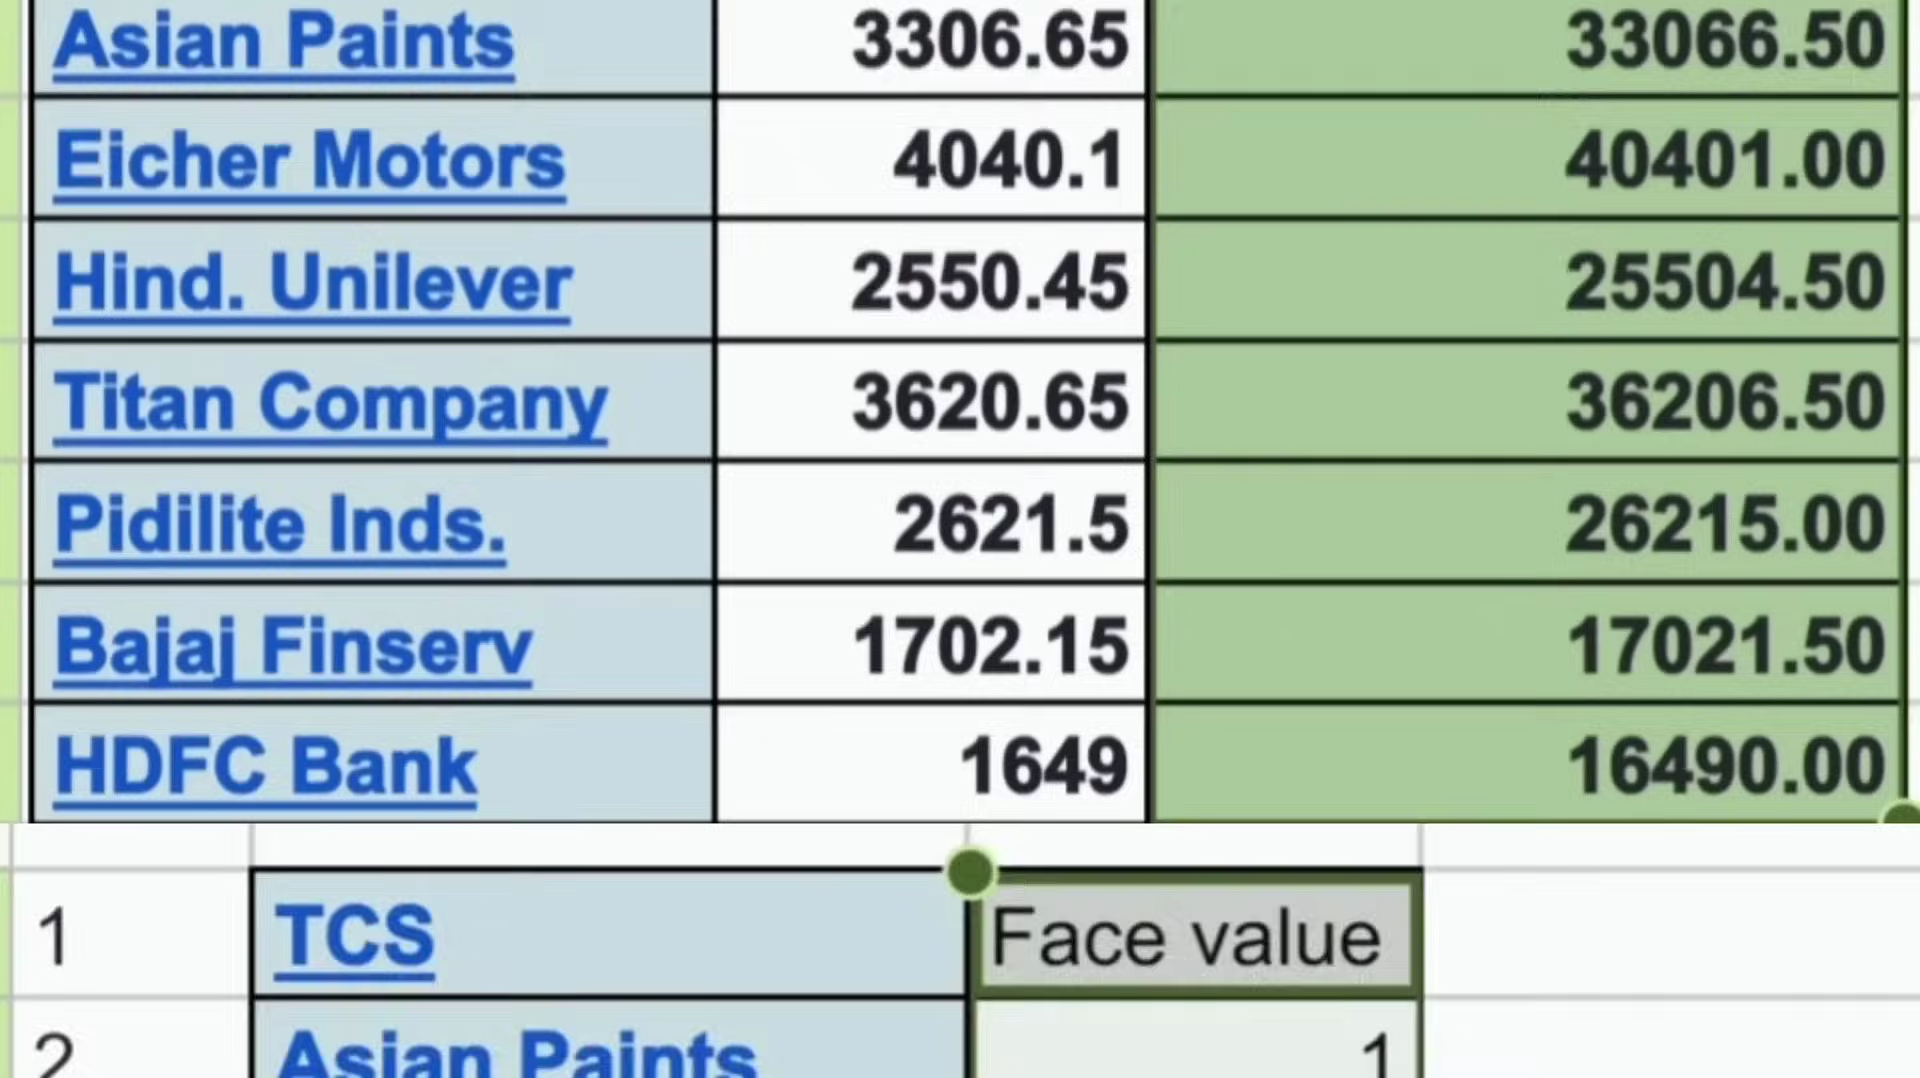 Asian Paints 3306.65 33066.50
Eicher Motors 4040.1 40401.00
Hind. Unilever 2550.45 25504.50
Titan Company 3620.65 36206.50
Pidilite Inds. 2621.5 26215.00
Bajaj Finserv 1702.15 17021.50
HDFC Bank 1649 16490.00
1 TCS Face value
2 Asian Paints 1